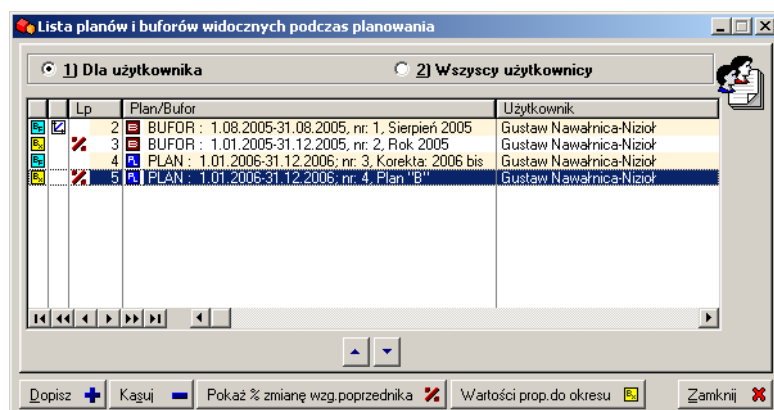 Lista planów i buforów widocznych podczas planowania
1) Dla użytkownika 2) Wszyscy użytkownicy
Lp Plan/Bufor Użytkownik
2 BUFOR : 1.08.2005-31.08.2005, nr: 1, Sierpień 2005 Gustaw Nawałnica-Nizioł
3 BUFOR : 1.01.2005-31.12.2005, nr: 2, Rok 2005 Gustaw Nawałnica-Nizioł
4 PLAN : 1.01.2006-31.12.2006; nr: 3, Korekta: 2006 bis Gustaw Nawałnica-Nizioł
5 PLAN : 1.01.2006-31.12.2006; nr: 4, Plan "B" Gustaw Nawałnica-Nizioł
Dopisz Kasuj Pokaż % zmianę wzg.poprzednika Wartości prop.do okresu Zamknij